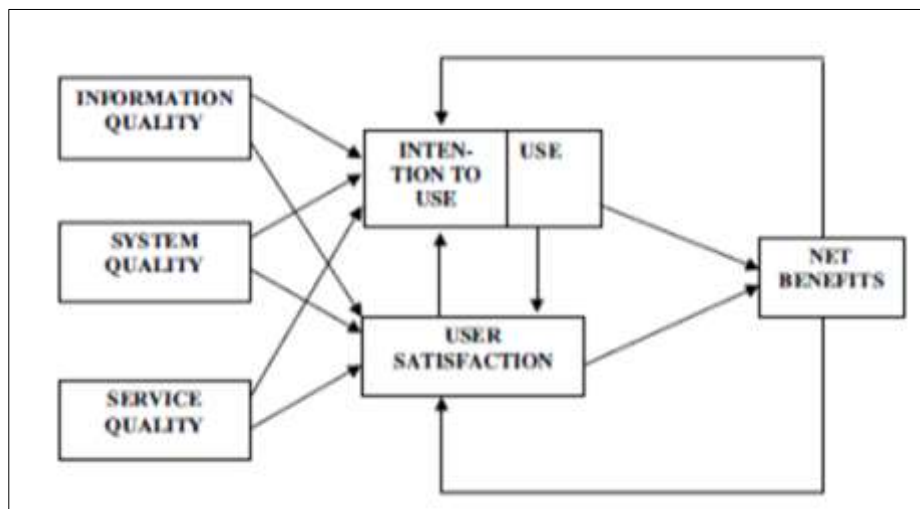 INFORMATION
QUALITY
SYSTEM
QUALITY
SERVICE
QUALITY
INTEN-
TION TO
USE
USE
USER
SATISFACTION
NET
BENEFITS